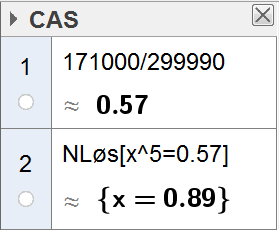 CAS
1
171000/299990
≈ 0.57
2
NLøs[x^5=0.57]
≈ {x = 0.89}